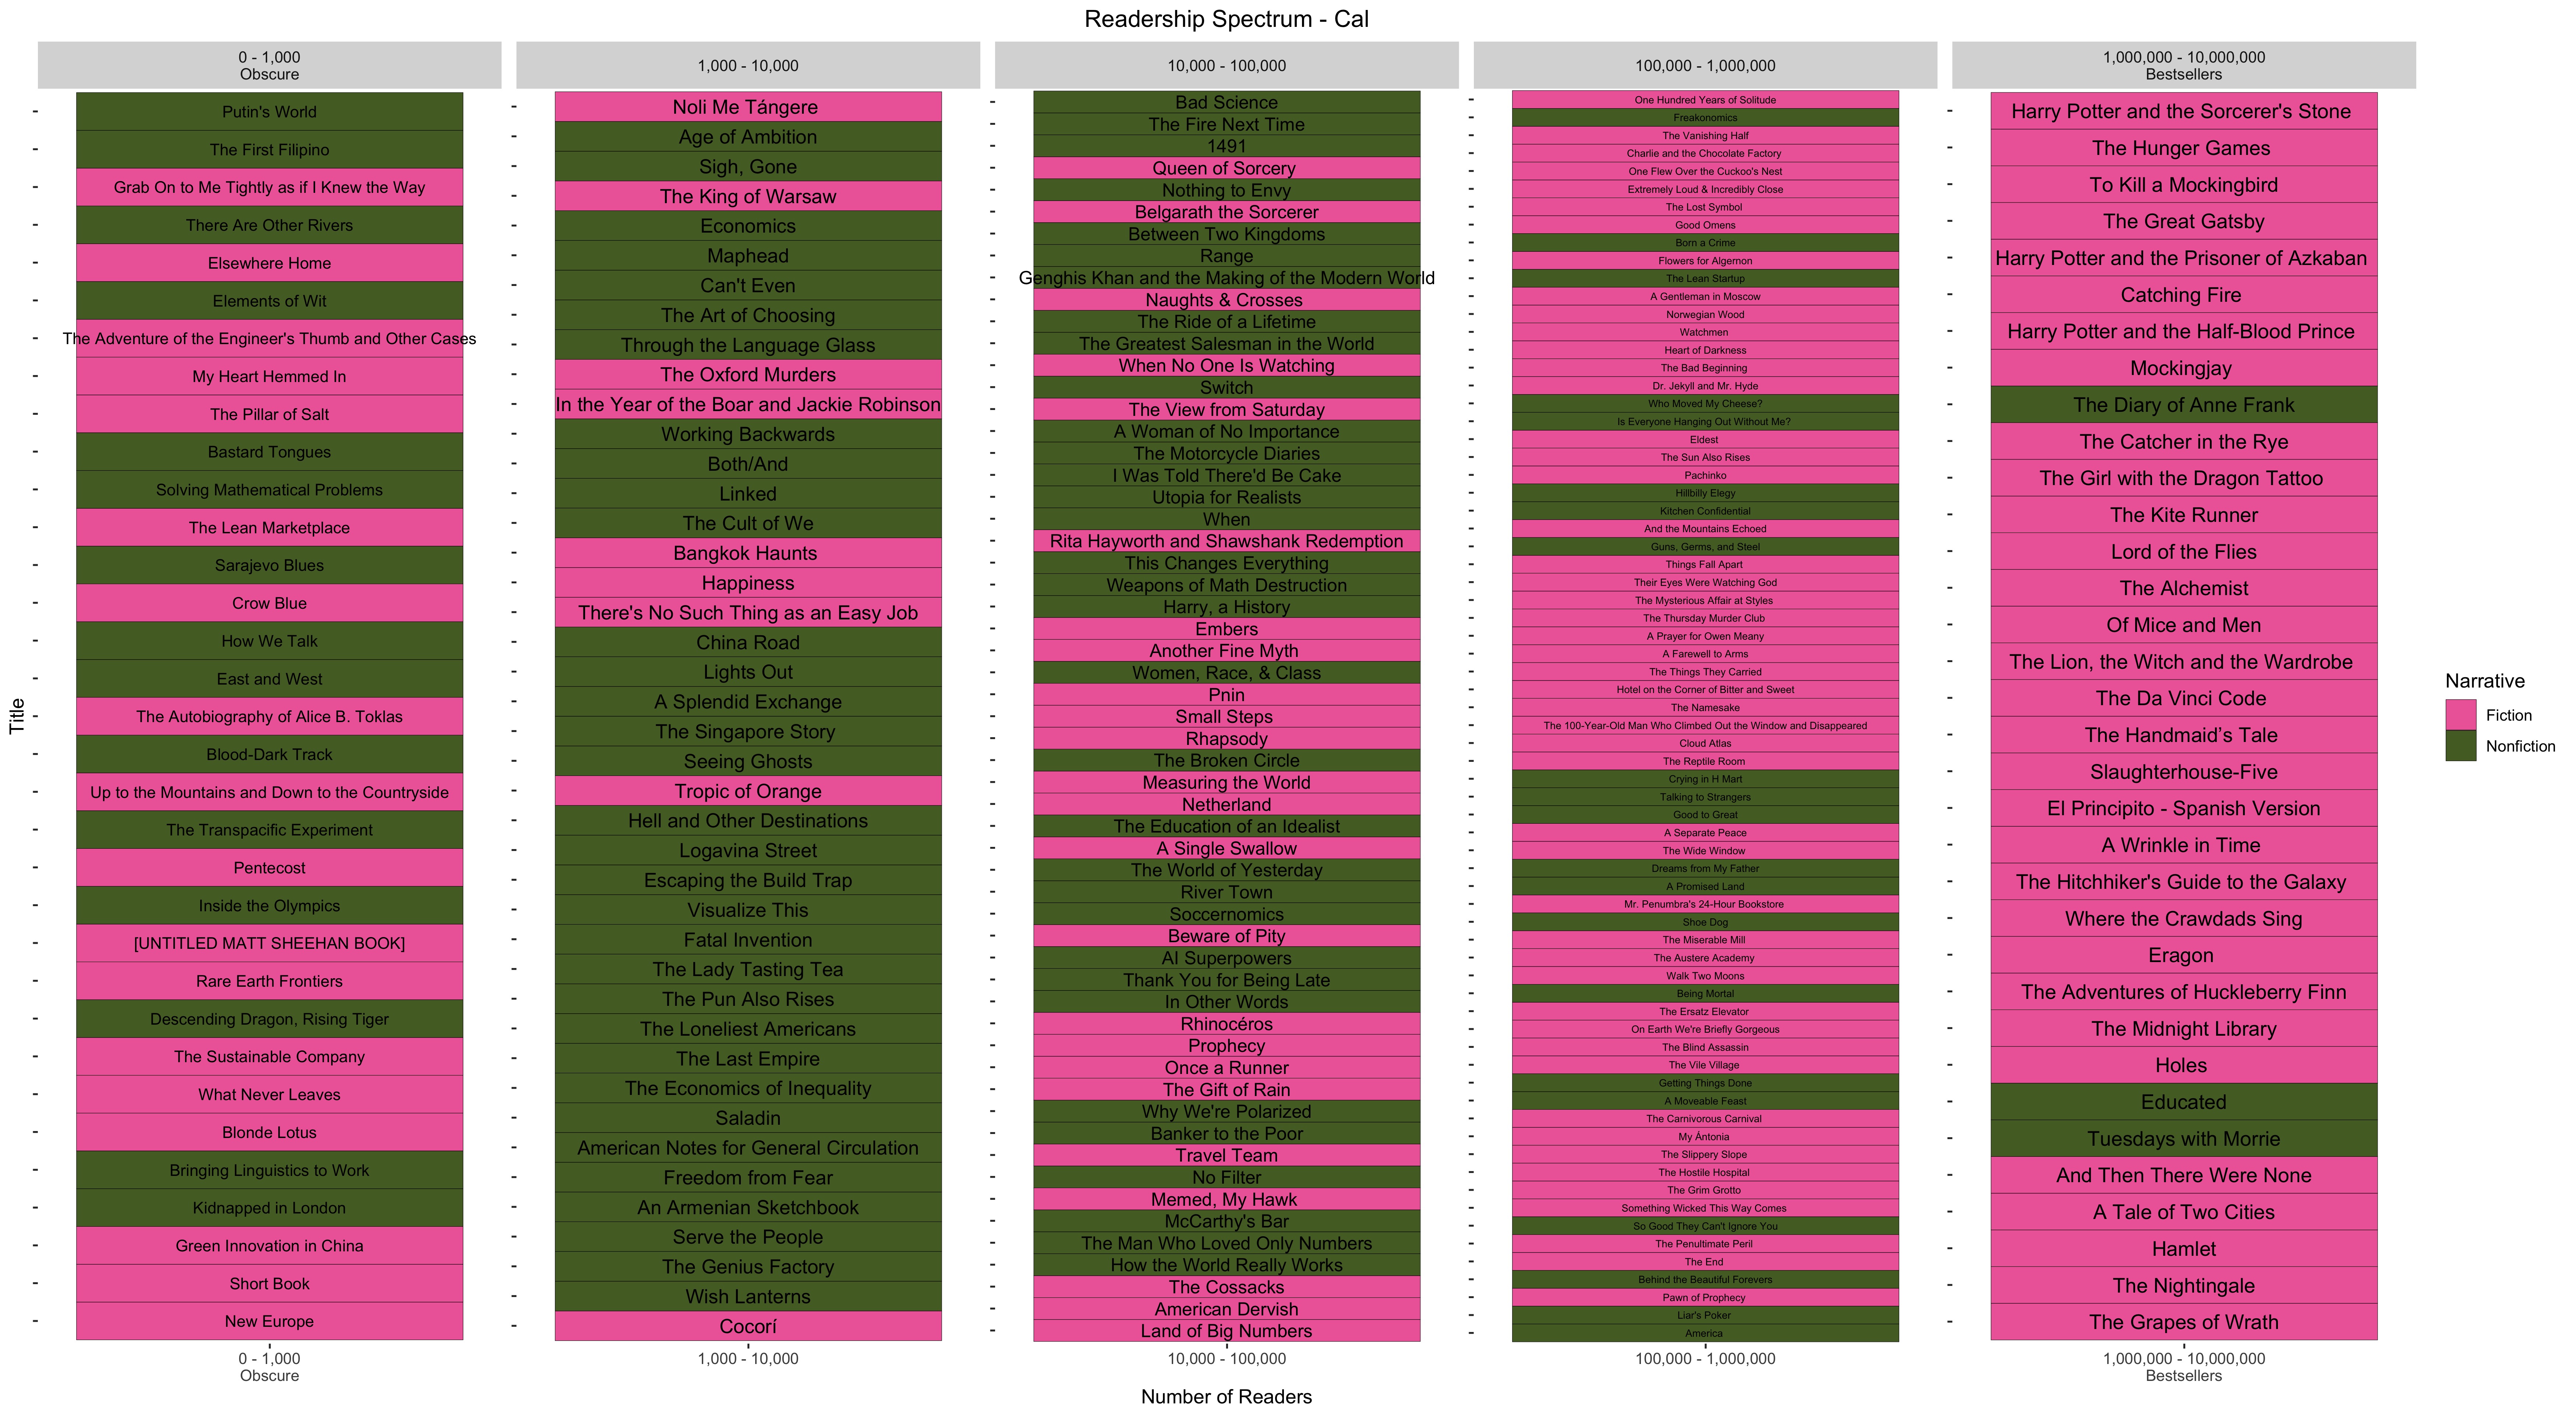 Readership Spectrum - Cal
0 - 1,000
Obscure
1,000 - 10,000
10,000 - 100,000
100,000 - 1,000,000
1,000,000 - 10,000,000
Bestsellers
Title
Putin's World
The First Filipino
Grab On to Me Tightly as if I Knew the Way
There Are Other Rivers
Elsewhere Home
Elements of Wit
The Adventure of the Engineer's Thumb and Other Cases
My Heart Hemmed In
The Pillar of Salt
Bastard Tongues
Solving Mathematical Problems
The Lean Marketplace
Sarajevo Blues
Crow Blue
How We Talk
East and West
The Autobiography of Alice B. Toklas
Blood-Dark Track
Up to the Mountains and Down to the Countryside
The Transpacific Experiment
Pentecost
Inside the Olympics
[UNTITLED MATT SHEEHAN BOOK]
Rare Earth Frontiers
Descending Dragon, Rising Tiger
The Sustainable Company
What Never Leaves
Blonde Lotus
Bringing Linguistics to Work
Kidnapped in London
Green Innovation in China
Short Book
New Europe
Noli Me Tángere
Age of Ambition
Sigh, Gone
The King of Warsaw
Economics
Maphead
Can't Even
The Art of Choosing
Through the Language Glass
The Oxford Murders
In the Year of the Boar and Jackie Robinson
Working Backwards
Both/And
Linked
The Cult of We
Bangkok Haunts
Happiness
There's No Such Thing as an Easy Job
China Road
Lights Out
A Splendid Exchange
The Singapore Story
Seeing Ghosts
Tropic of Orange
Hell and Other Destinations
Logavina Street
Escaping the Build Trap
Visualize This
Fatal Invention
The Lady Tasting Tea
The Pun Also Rises
The Loneliest Americans
The Last Empire
The Economics of Inequality
Saladin
American Notes for General Circulation
Freedom from Fear
An Armenian Sketchbook
Serve the People
The Genius Factory
Wish Lanterns
Cocorí
Bad Science
The Fire Next Time
1491
Queen of Sorcery
Nothing to Envy
Belgarath the Sorcerer
Between Two Kingdoms
Range
Genghis Khan and the Making of the Modern World
Naughts & Crosses
The Ride of a Lifetime
The Greatest Salesman in the World
When No One Is Watching
Switch
The View from Saturday
A Woman of No Importance
The Motorcycle Diaries
I Was Told There'd Be Cake
Utopia for Realists
When
Rita Hayworth and Shawshank Redemption
This Changes Everything
Weapons of Math Destruction
Harry, a History
Embers
Another Fine Myth
Women, Race, & Class
Pnin
Small Steps
Rhapsody
The Broken Circle
Measuring the World
Netherland
The Education of an Idealist
A Single Swallow
The World of Yesterday
River Town
Soccernomics
Beware of Pity
AI Superpowers
Thank You for Being Late
In Other Words
Rhinocéros
Prophecy
Once a Runner
The Gift of Rain
Why We're Polarized
Banker to the Poor
Travel Team
No Filter
Memed, My Hawk
McCarthy's Bar
The Man Who Loved Only Numbers
How the World Really Works
The Cossacks
American Dervish
Land of Big Numbers
One Hundred Years of Solitude
Freakonomics
The Vanishing Half
Charlie and the Chocolate Factory
One Flew Over the Cuckoo's Nest
Extremely Loud & Incredibly Close
The Lost Symbol
Good Omens
Born a Crime
Flowers for Algernon
The Lean Startup
A Gentleman in Moscow
Norwegian Wood
Watchmen
Heart of Darkness
The Bad Beginning
Dr. Jekyll and Mr. Hyde
Who Moved My Cheese?
Is Everyone Hanging Out Without Me?
Eldest
The Sun Also Rises
Pachinko
Hillbilly Elegy
Kitchen Confidential
And the Mountains Echoed
Guns, Germs, and Steel
Things Fall Apart
Their Eyes Were Watching God
The Mysterious Affair at Styles
The Thursday Murder Club
A Prayer for Owen Meany
A Farewell to Arms
The Things They Carried
Hotel on the Corner of Bitter and Sweet
The Namesake
The 100-Year-Old Man Who Climbed Out the Window and Disappeared
Cloud Atlas
The Reptile Room
Crying in H Mart
Talking to Strangers
Good to Great
A Separate Peace
The Wide Window
Dreams from My Father
A Promised Land
Mr. Penumbra's 24-Hour Bookstore
Shoe Dog
The Miserable Mill
The Austere Academy
Walk Two Moons
Being Mortal
The Ersatz Elevator
On Earth We're Briefly Gorgeous
The Blind Assassin
The Vile Village
Getting Things Done
A Moveable Feast
The Carnivorous Carnival
My Ántonia
The Slippery Slope
The Hostile Hospital
The Grim Grotto
Something Wicked This Way Comes
So Good They Can't Ignore You
The Penultimate Peril
The End
Behind the Beautiful Forevers
Pawn of Prophecy
Liar's Poker
America
Harry Potter and the Sorcerer's Stone
The Hunger Games
To Kill a Mockingbird
The Great Gatsby
Harry Potter and the Prisoner of Azkaban
Catching Fire
Harry Potter and the Half-Blood Prince
Mockingjay
The Diary of Anne Frank
The Catcher in the Rye
The Girl with the Dragon Tattoo
The Kite Runner
Lord of the Flies
The Alchemist
Of Mice and Men
The Lion, the Witch and the Wardrobe
The Da Vinci Code
The Handmaid’s Tale
Slaughterhouse-Five
El Principito - Spanish Version
A Wrinkle in Time
The Hitchhiker's Guide to the Galaxy
Where the Crawdads Sing
Eragon
The Adventures of Huckleberry Finn
The Midnight Library
Holes
Educated
Tuesdays with Morrie
And Then There Were None
A Tale of Two Cities
Hamlet
The Nightingale
The Grapes of Wrath
Narrative
Fiction
Nonfiction
0 - 1,000
Obscure
1,000 - 10,000
10,000 - 100,000
100,000 - 1,000,000
1,000,000 - 10,000,000
Bestsellers
Number of Readers